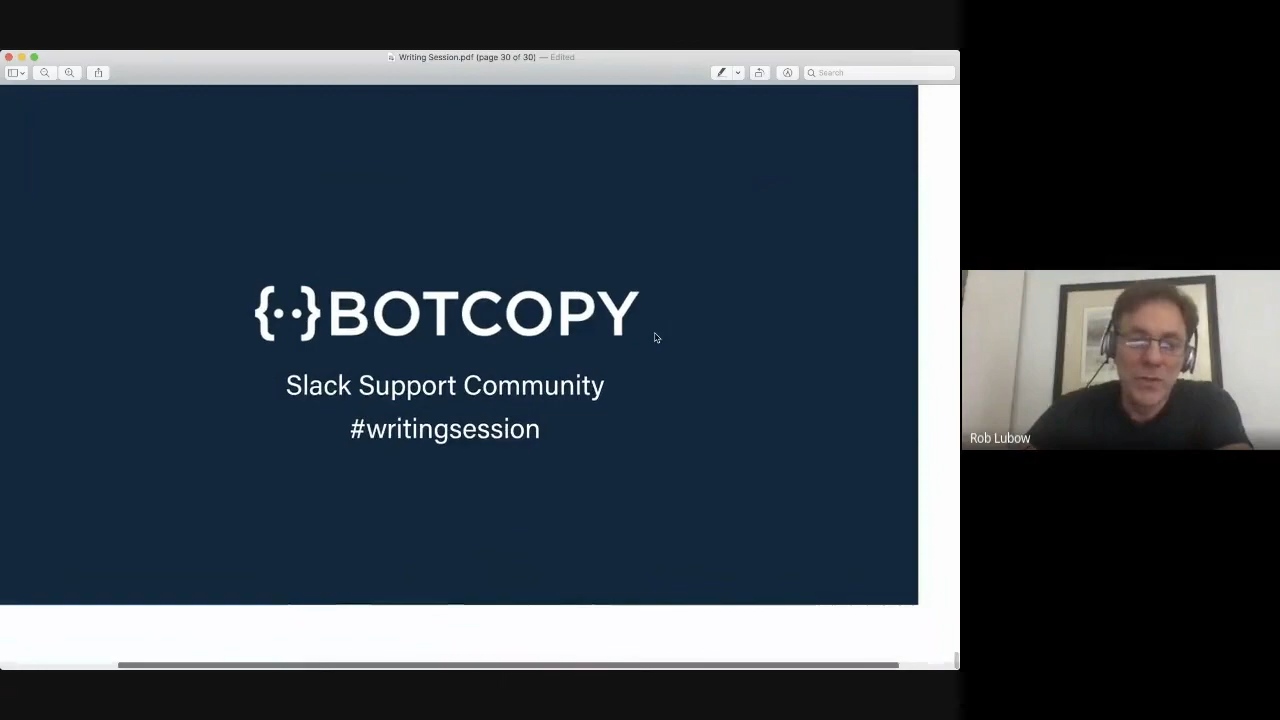 Writing Session.pdf (page 30 of 30) — Edited
Search
{··}BOTCOPY
Slack Support Community
#writingsession
Rob Lubow